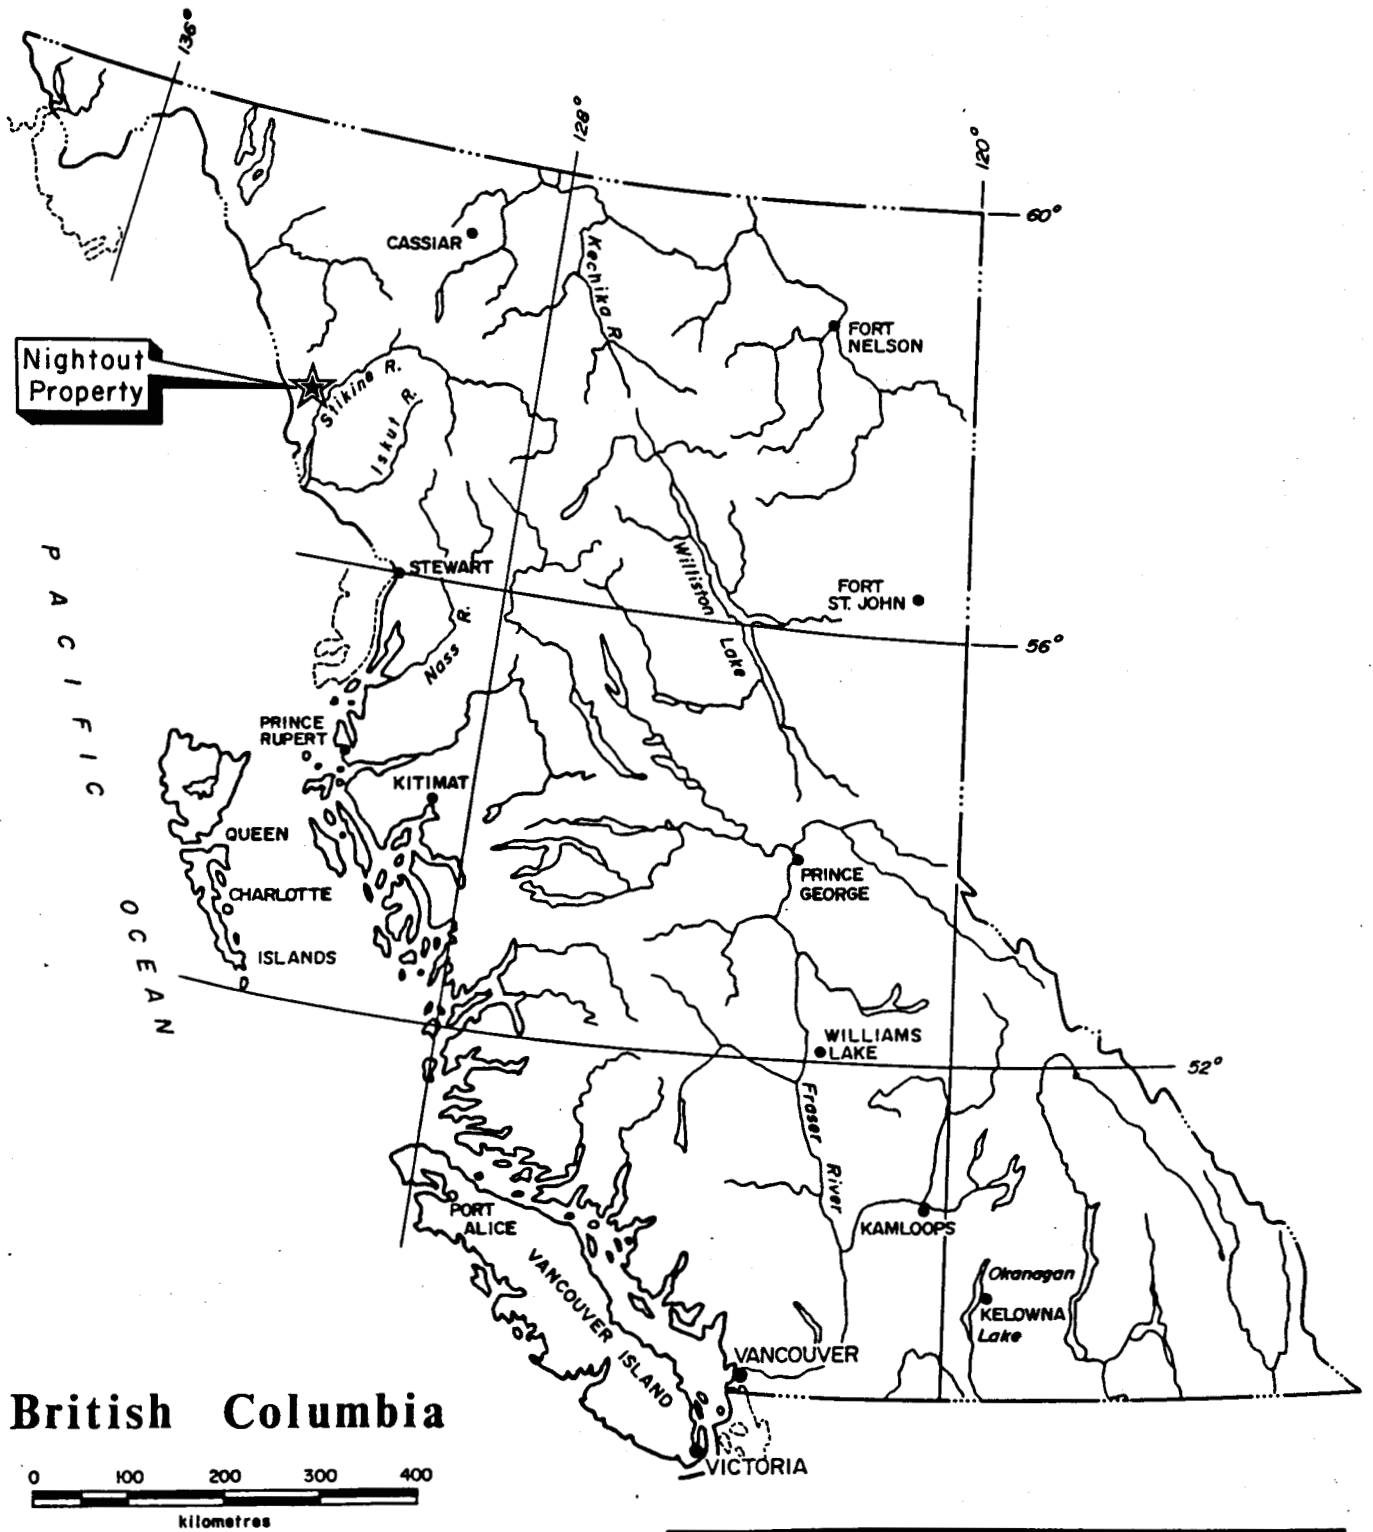 136°
128°
120°
60°
CASSIAR
Kechika R.
FORT
NELSON
Nightout
Property
Stikine R.
Iskut R.
PACIFIC
OCEAN
STEWART
Williston
Lake
FORT
ST. JOHN
56°
Nass R.
PRINCE
RUPERT
KITIMAT
QUEEN
CHARLOTTE
ISLANDS
PRINCE
GEORGE
WILLIAMS
LAKE
52°
Fraser
River
PORT
ALICE
KAMLOOPS
VANCOUVER
ISLAND
Okanagan
KELOWNA
Lake
VANCOUVER
VICTORIA
British Columbia
0 100 200 300 400
kilometres